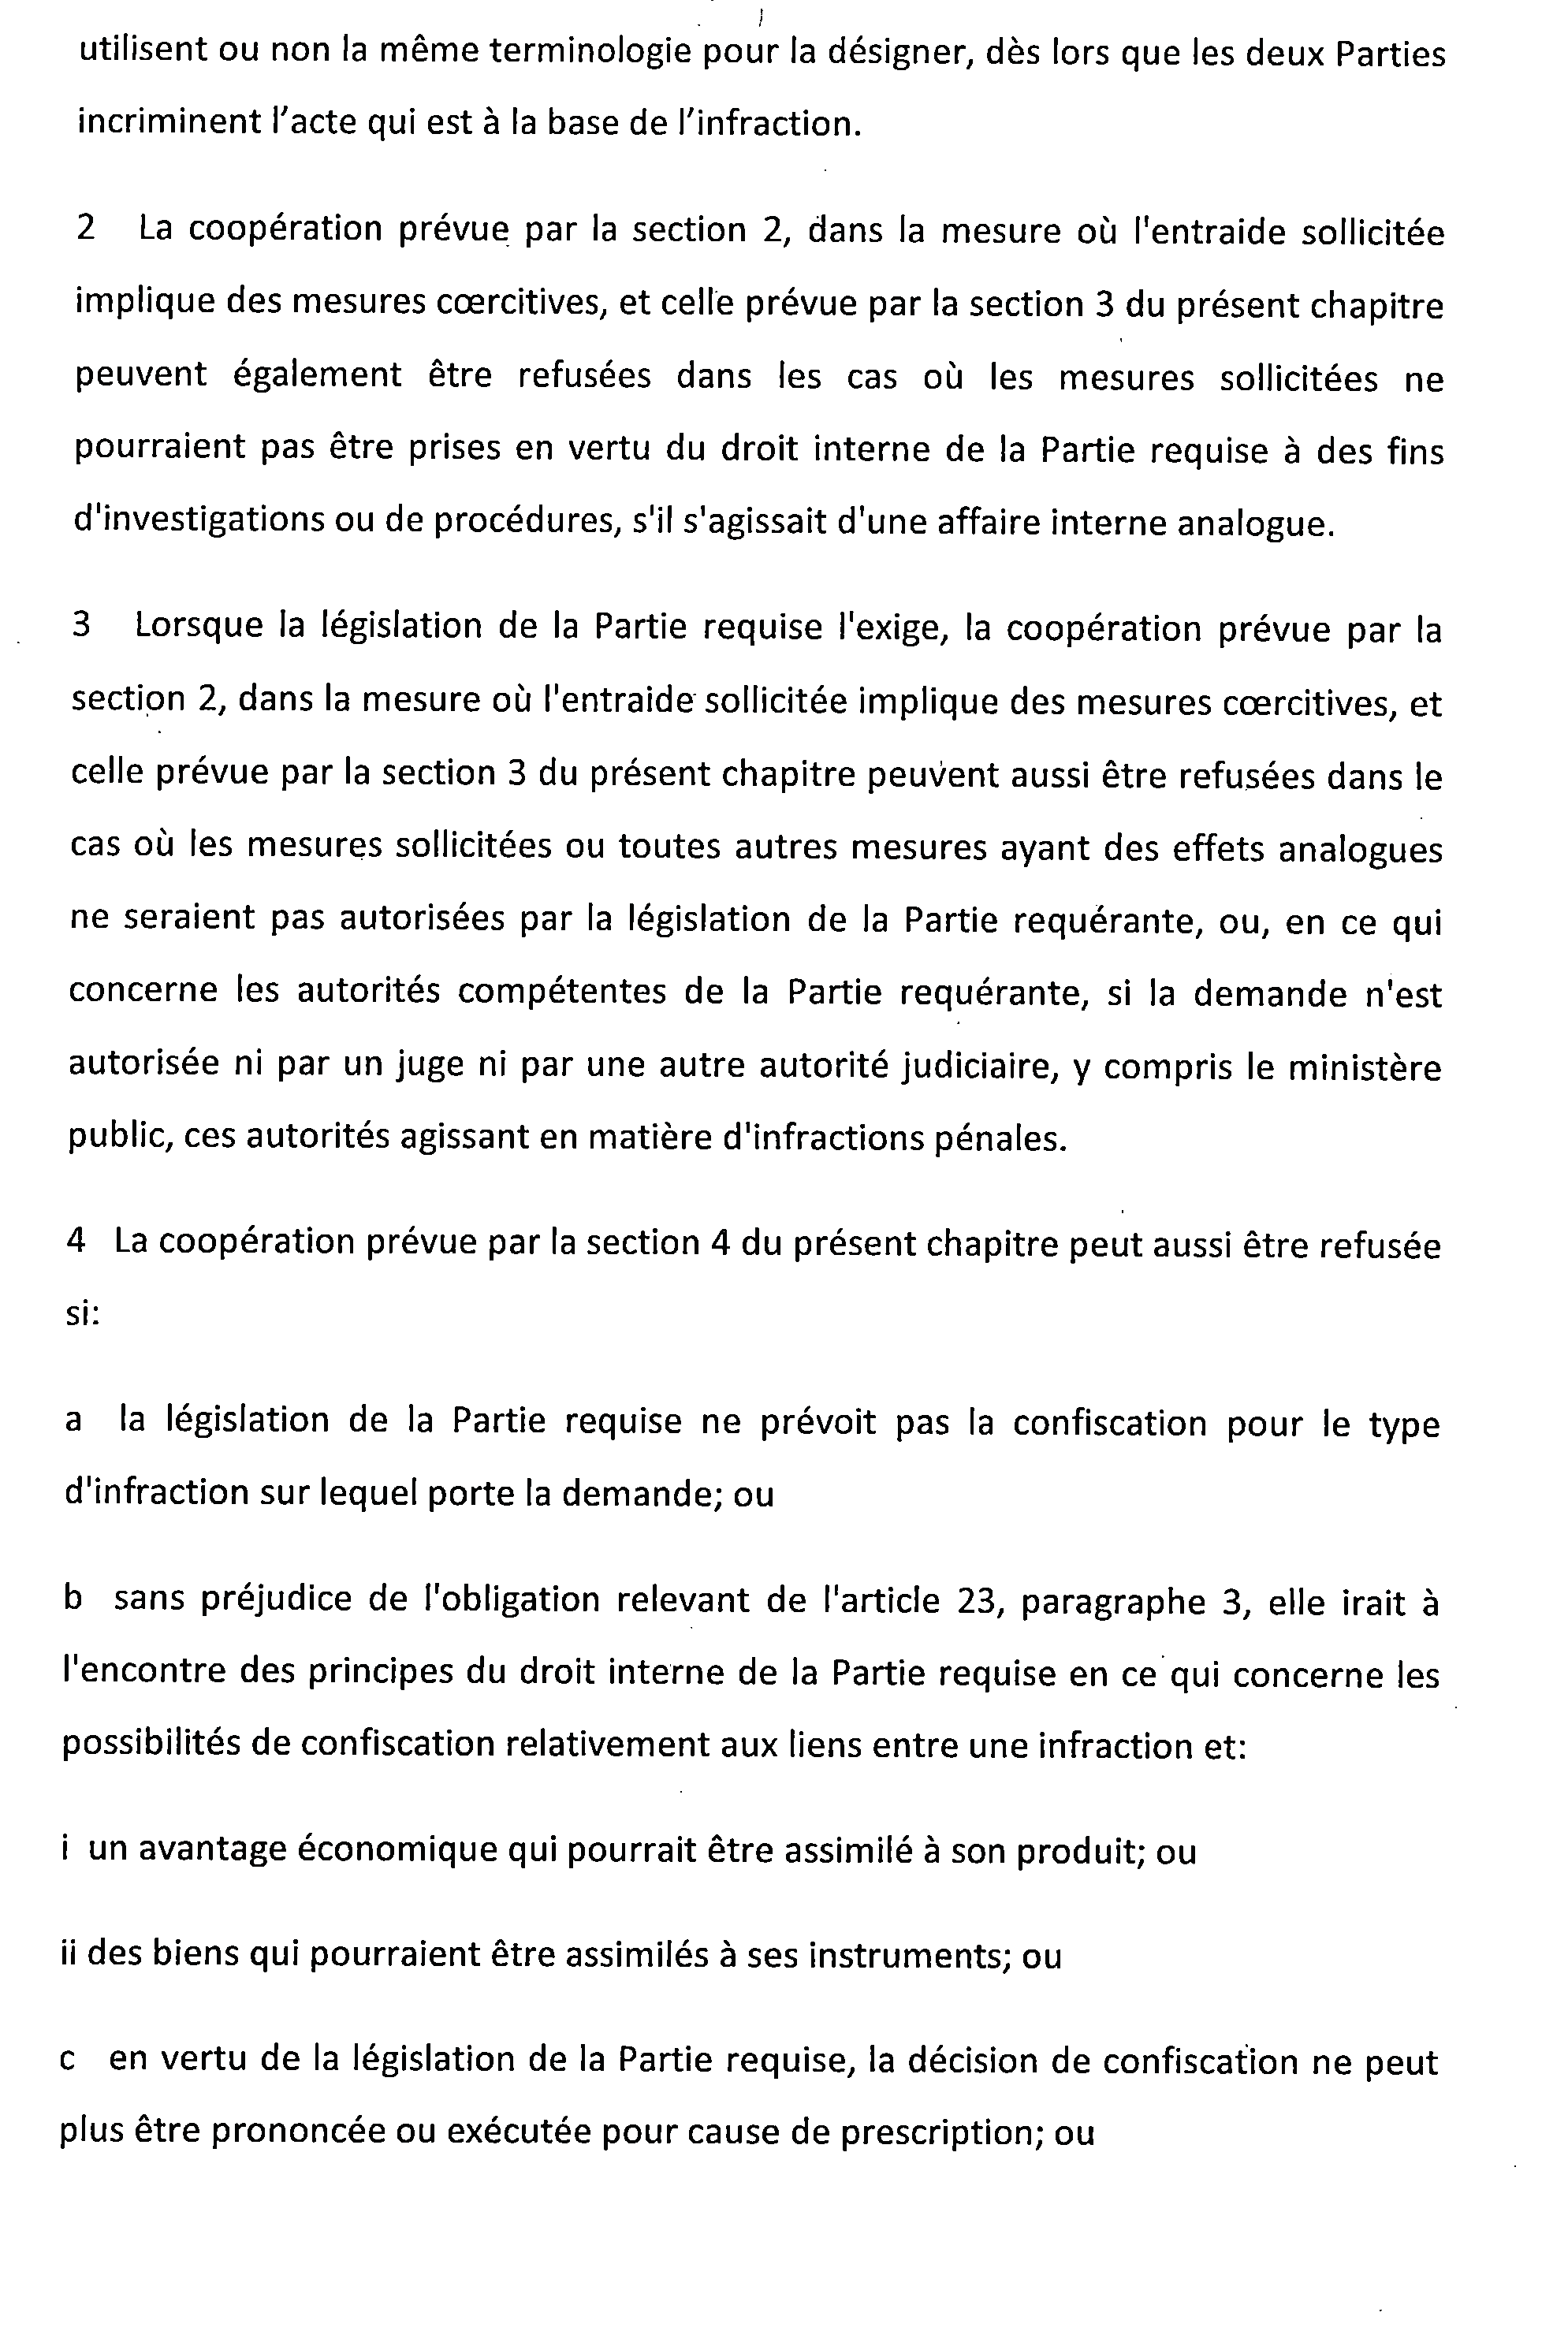 utilisent ou non la même terminologie pour la désigner, dès lors que les deux Parties
incriminent l’acte qui est à la base de l’infraction.
2 La coopération prévue par la section 2, dans la mesure où l'entraide sollicitée
implique des mesures cœrcitives, et celle prévue par la section 3 du présent chapitre
peuvent également être refusées dans les cas où les mesures sollicitées ne
pourraient pas être prises en vertu du droit interne de la Partie requise à des fins
d'investigations ou de procédures, s'il s'agissait d'une affaire interne analogue.
3 Lorsque la législation de la Partie requise l'exige, la coopération prévue par la
section 2, dans la mesure où l'entraide sollicitée implique des mesures cœrcitives, et
celle prévue par la section 3 du présent chapitre peuvent aussi être refusées dans le
cas où les mesures sollicitées ou toutes autres mesures ayant des effets analogues
ne seraient pas autorisées par la législation de la Partie requérante, ou, en ce qui
concerne les autorités compétentes de la Partie requérante, si la demande n'est
autorisée ni par un juge ni par une autre autorité judiciaire, y compris le ministère
public, ces autorités agissant en matière d'infractions pénales.
4 La coopération prévue par la section 4 du présent chapitre peut aussi être refusée
si:
a la législation de la Partie requise ne prévoit pas la confiscation pour le type
d'infraction sur lequel porte la demande; ou
b sans préjudice de l'obligation relevant de l'article 23, paragraphe 3, elle irait à
l'encontre des principes du droit interne de la Partie requise en ce qui concerne les
possibilités de confiscation relativement aux liens entre une infraction et:
i un avantage économique qui pourrait être assimilé à son produit; ou
ii des biens qui pourraient être assimilés à ses instruments; ou
c en vertu de la législation de la Partie requise, la décision de confiscation ne peut
plus être prononcée ou exécutée pour cause de prescription; ou